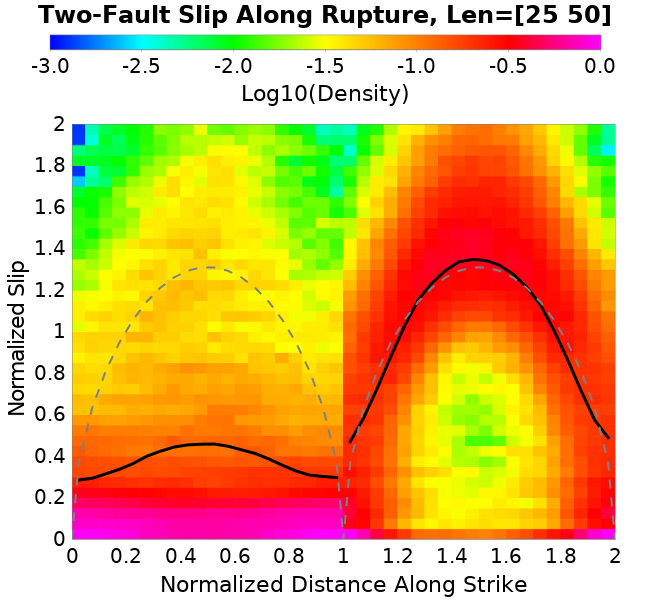 Two-Fault Slip Along Rupture, Len=[25 50]
-3.0 -2.5 -2.0 -1.5 -1.0 -0.5 0.0
Log10(Density)
2
1.8
1.6
1.4
1.2
1
0.8
0.6
0.4
0.2
0
Normalized Slip
0 0.2 0.4 0.6 0.8 1 1.2 1.4 1.6 1.8 2
Normalized Distance Along Strike